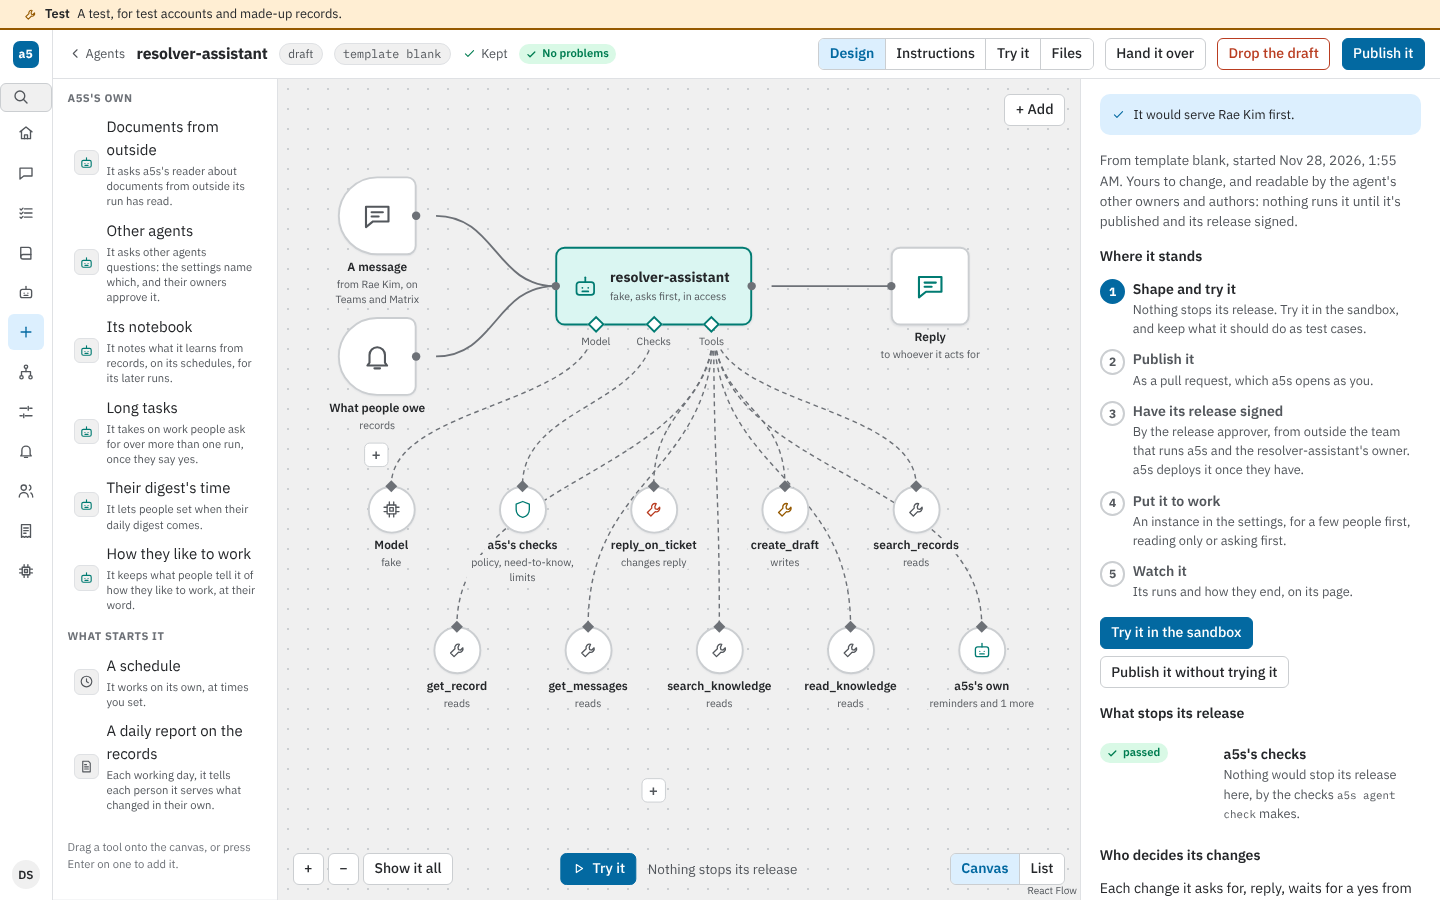 Test A test, for test accounts and made-up records.
a5
Agents
resolver-assistant
draft
template blank
Kept
No problems
Design
Instructions
Try it
Files
Hand it over
Drop the draft
Publish it
A5S'S OWN
Documents from
outside
It asks a5s's reader about
documents from outside its
run has read.
Other agents
It asks other agents
questions: the settings name
which, and their owners
approve it.
Its notebook
It notes what it learns from
records, on its schedules, for
its later runs.
Long tasks
It takes on work people ask
for over more than one run,
once they say yes.
Their digest's time
It lets people set when their
daily digest comes.
How they like to work
It keeps what people tell it of
how they like to work, at their
word.
WHAT STARTS IT
A schedule
It works on its own, at times
you set.
A daily report on the
records
Each working day, it tells
each person it serves what
changed in their own.
Drag a tool onto the canvas, or press
Enter on one to add it.
DS
+ Add
A message
from Rae Kim, on
Teams and Matrix
What people owe
records
+
resolver-assistant
fake, asks first, in access
Model
Checks
Tools
Reply
to whoever it acts for
Model
fake
a5s's checks
policy, need-to-know,
limits
reply_on_ticket
changes reply
create_draft
writes
search_records
reads
get_record
reads
get_messages
reads
search_knowledge
reads
read_knowledge
reads
a5s's own
reminders and 1 more
+
+
−
Show it all
Try it
Nothing stops its release
Canvas
List
React Flow
It would serve Rae Kim first.
From template blank, started Nov 28, 2026, 1:55
AM. Yours to change, and readable by the agent's
other owners and authors: nothing runs it until it's
published and its release signed.
Where it stands
1
Shape and try it
Nothing stops its release. Try it in the sandbox,
and keep what it should do as test cases.
2
Publish it
As a pull request, which a5s opens as you.
3
Have its release signed
By the release approver, from outside the team
that runs a5s and the resolver-assistant's owner.
a5s deploys it once they have.
4
Put it to work
An instance in the settings, for a few people first,
reading only or asking first.
5
Watch it
Its runs and how they end, on its page.
Try it in the sandbox
Publish it without trying it
What stops its release
passed
a5s's checks
Nothing would stop its release
here, by the checks a5s agent
check makes.
Who decides its changes
Each change it asks for, reply, waits for a yes from